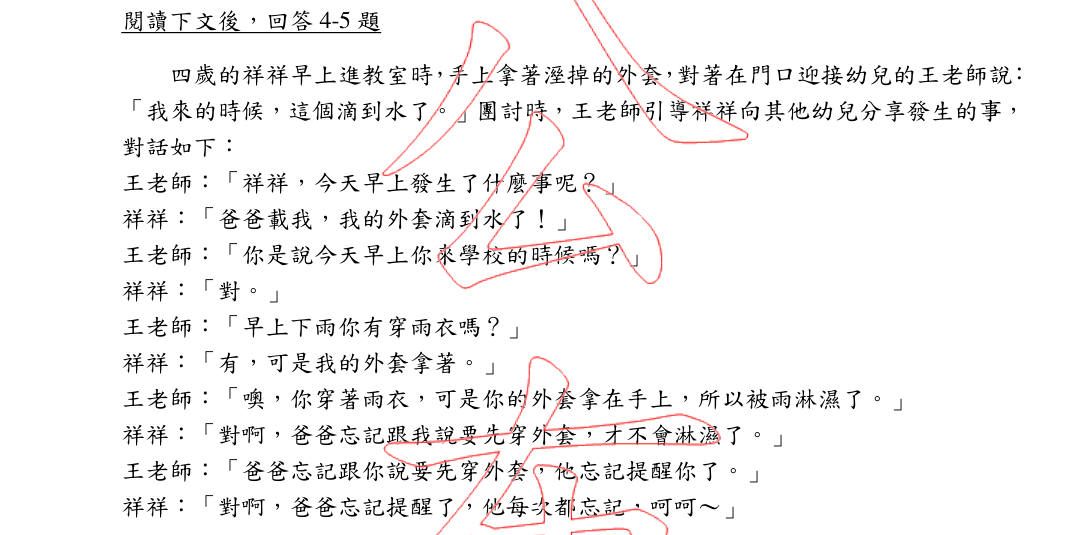 閱讀下文後，回答 4-5 題
四歲的祥祥早上進教室時，手上拿著溼掉的外套，對著在門口迎接幼兒的王老師說：
「我來的時候，這個滴到水了。」團討時，王老師引導祥祥向其他幼兒分享發生的事，
對話如下：
王老師：「祥祥，今天早上發生了什麼事呢？」
祥祥：「爸爸載我，我的外套滴到水了！」
王老師：「你是說今天早上你來學校的時候嗎？」
祥祥：「對。」
王老師：「早上下雨你有穿雨衣嗎？」
祥祥：「有，可是我的外套拿著。」
王老師：「噢，你穿著雨衣，可是你的外套拿在手上，所以被雨淋濕了。」
祥祥：「對啊，爸爸忘記跟我說要先穿外套，才不會淋濕了。」
王老師：「爸爸忘記跟你說要先穿外套，他忘記提醒你了。」
祥祥：「對啊，爸爸忘記提醒了，他每次都忘記，呵呵～」